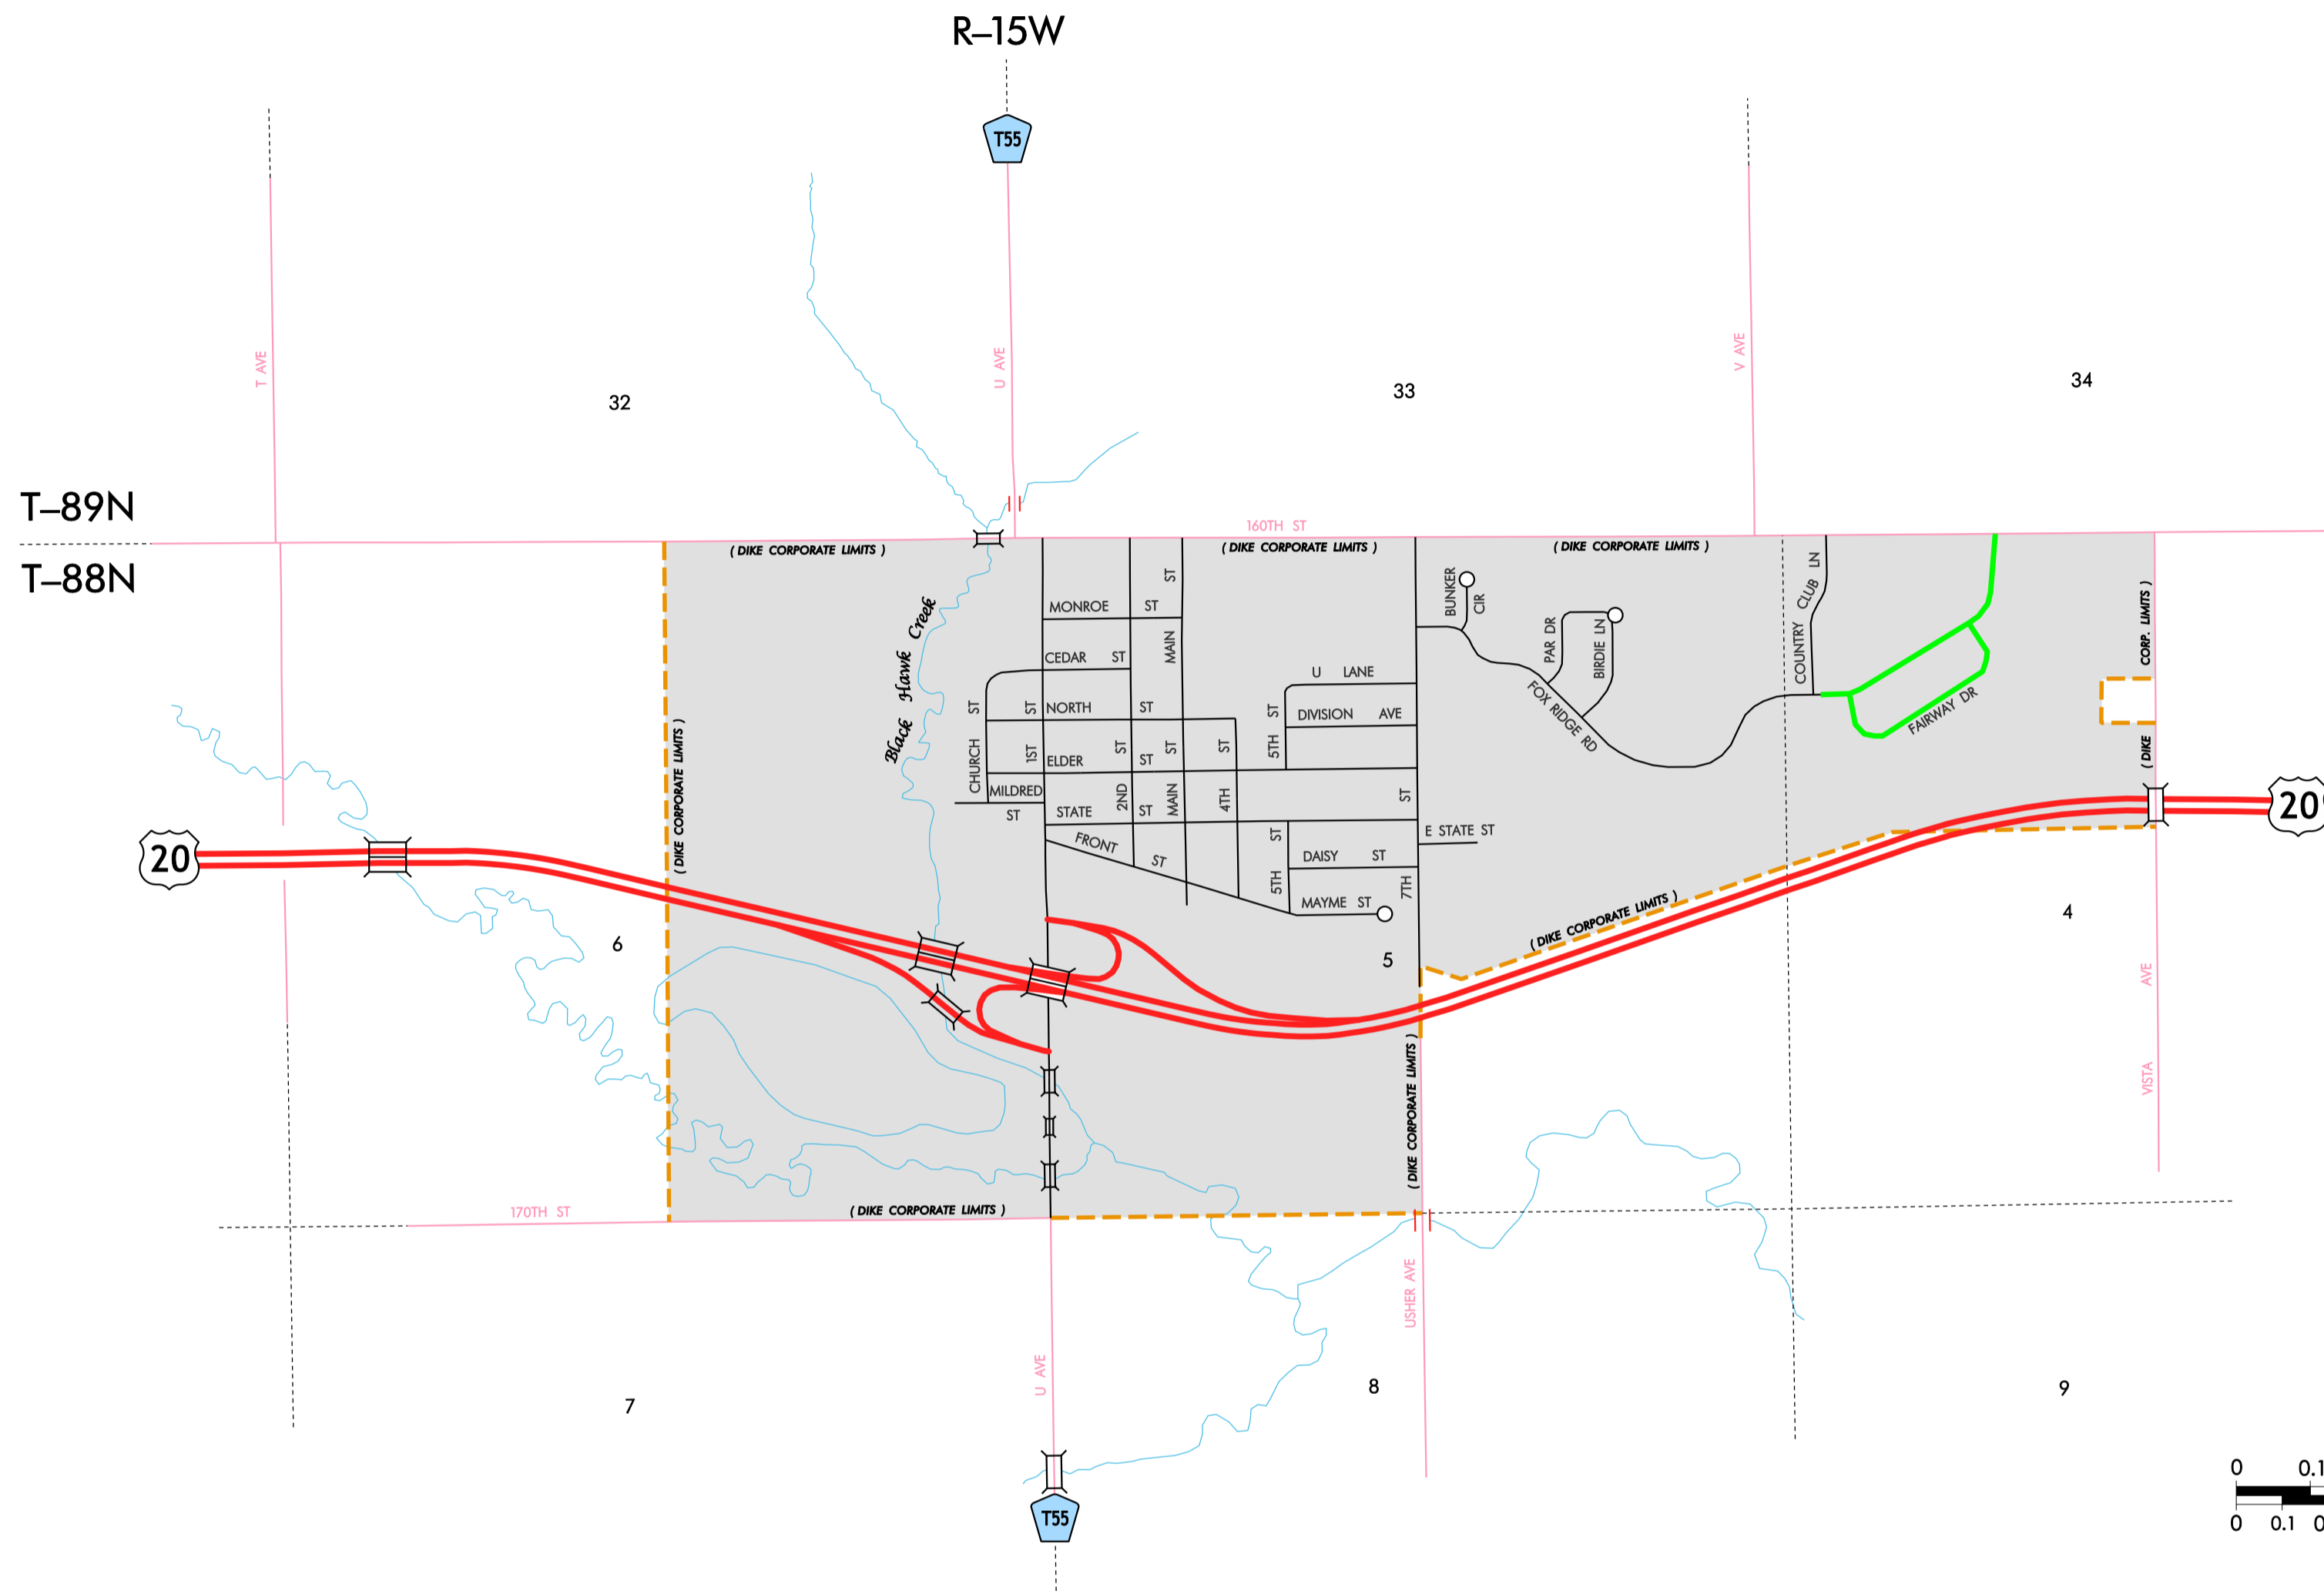 R–15W
T55
T AVE
U AVE
V AVE
32
33
34
T–89N
160TH ST
T–88N
( DIKE CORPORATE LIMITS )
( DIKE CORPORATE LIMITS )
( DIKE CORPORATE LIMITS )
Black Hawk Creek
MONROE ST
CEDAR ST
NORTH ST
ELDER ST
MILDRED ST
STATE ST
FRONT ST
CHURCH ST
1ST ST
2ND ST
MAIN ST
MAIN ST
4TH ST
5TH ST
U LANE
DIVISION AVE
5TH ST
DAISY ST
MAYME ST
7TH ST
E STATE ST
BUNKER CIR
PAR DR
BIRDIE LN
FOX RIDGE RD
COUNTRY CLUB LN
FAIRWAY DR
( DIKE CORP. LIMITS )
( DIKE CORPORATE LIMITS )
20
20
6
5
4
( DIKE CORPORATE LIMITS )
( DIKE CORPORATE LIMITS )
VISTA AVE
170TH ST
( DIKE CORPORATE LIMITS )
USHER AVE
U AVE
7
8
9
T55
0 0.1
0 0.1